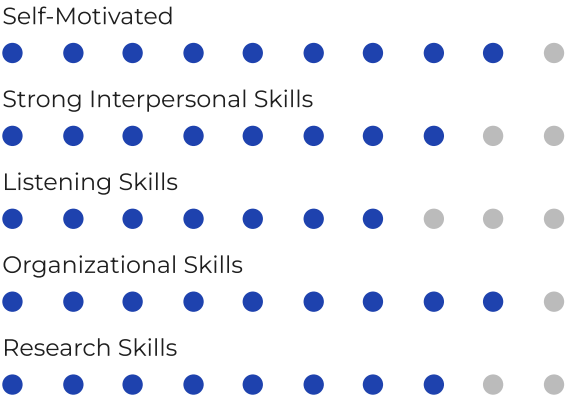 Self-Motivated
Strong Interpersonal Skills
Listening Skills
Organizational Skills
Research Skills